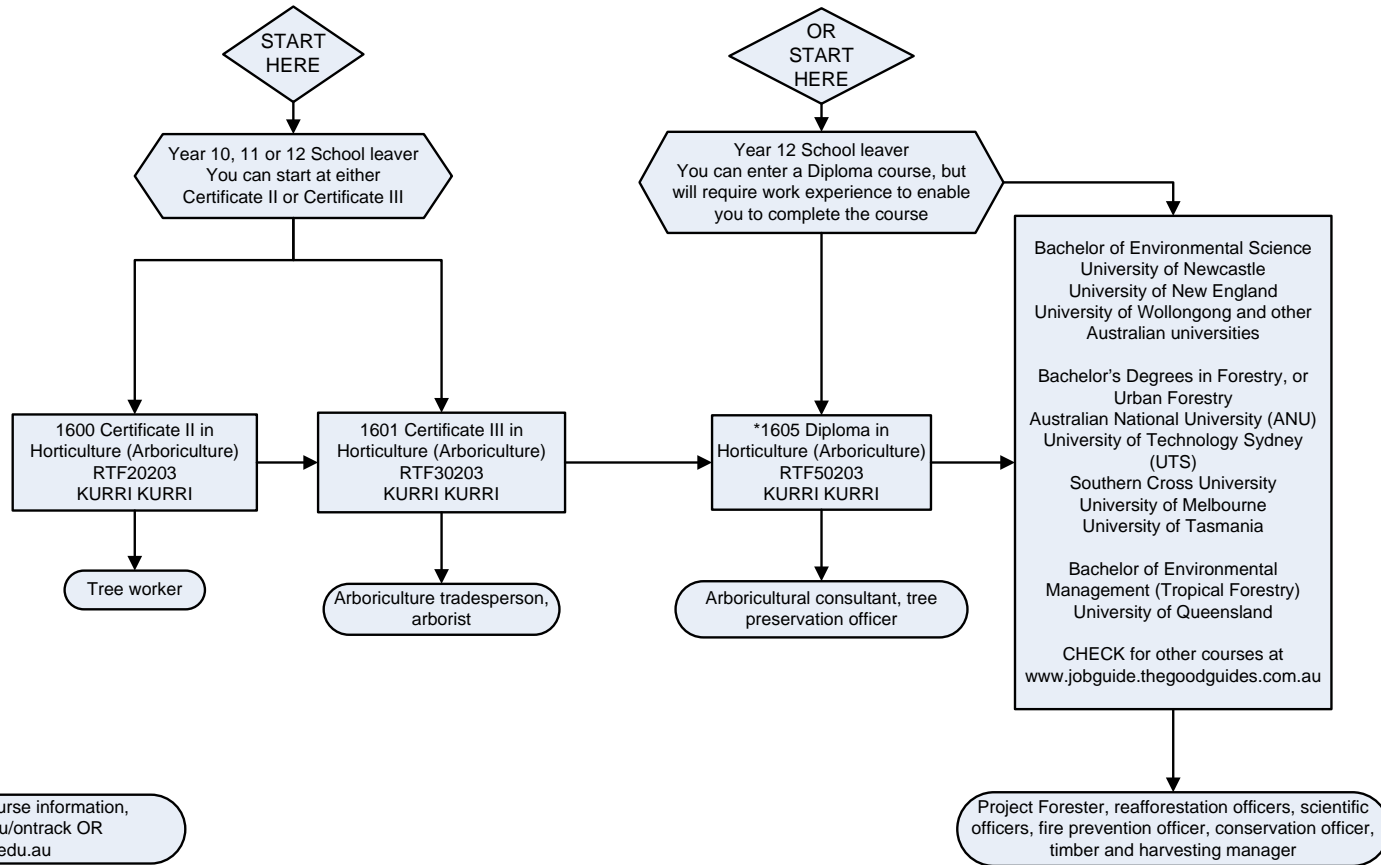 START
HERE
OR
START
HERE
Year 10, 11 or 12 School leaver
You can start at either
Certificate II or Certificate III
Year 12 School leaver
You can enter a Diploma course, but
will require work experience to enable
you to complete the course
Bachelor of Environmental Science
University of Newcastle
University of New England
University of Wollongong and other
Australian universities
Bachelor's Degrees in Forestry, or
Urban Forestry
Australian National University (ANU)
University of Technology Sydney
(UTS)
Southern Cross University
University of Melbourne
University of Tasmania
Bachelor of Environmental
Management (Tropical Forestry)
University of Queensland
CHECK for other courses at
www.jobguide.thegoodguides.com.au
1600 Certificate II in
Horticulture (Arboriculture)
RTF20203
KURRI KURRI
1601 Certificate III in
Horticulture (Arboriculture)
RTF30203
KURRI KURRI
*1605 Diploma in
Horticulture (Arboriculture)
RTF50203
KURRI KURRI
Tree worker
Arboriculture tradesperson,
arborist
Arboricultural consultant, tree
preservation officer
urse information,
u/ontrack OR
edu.au
Project Forester, reafforestation officers, scientific
officers, fire prevention officer, conservation officer,
timber and harvesting manager